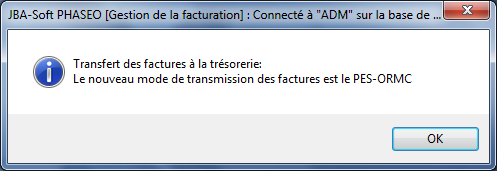 JBA-Soft PHASEO [Gestion de la facturation] : Connecté à "ADM" sur la base de ...
Transfert des factures à la trésorerie:
Le nouveau mode de transmission des factures est le PES-ORMC
OK